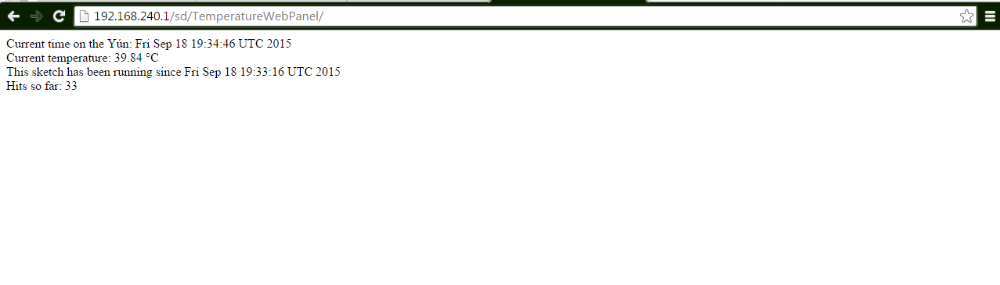 192.168.240.1/sd/TemperatureWebPanel/
Current time on the Yún: Fri Sep 18 19:34:46 UTC 2015
Current temperature: 39.84 °C
This sketch has been running since Fri Sep 18 19:33:16 UTC 2015
Hits so far: 33